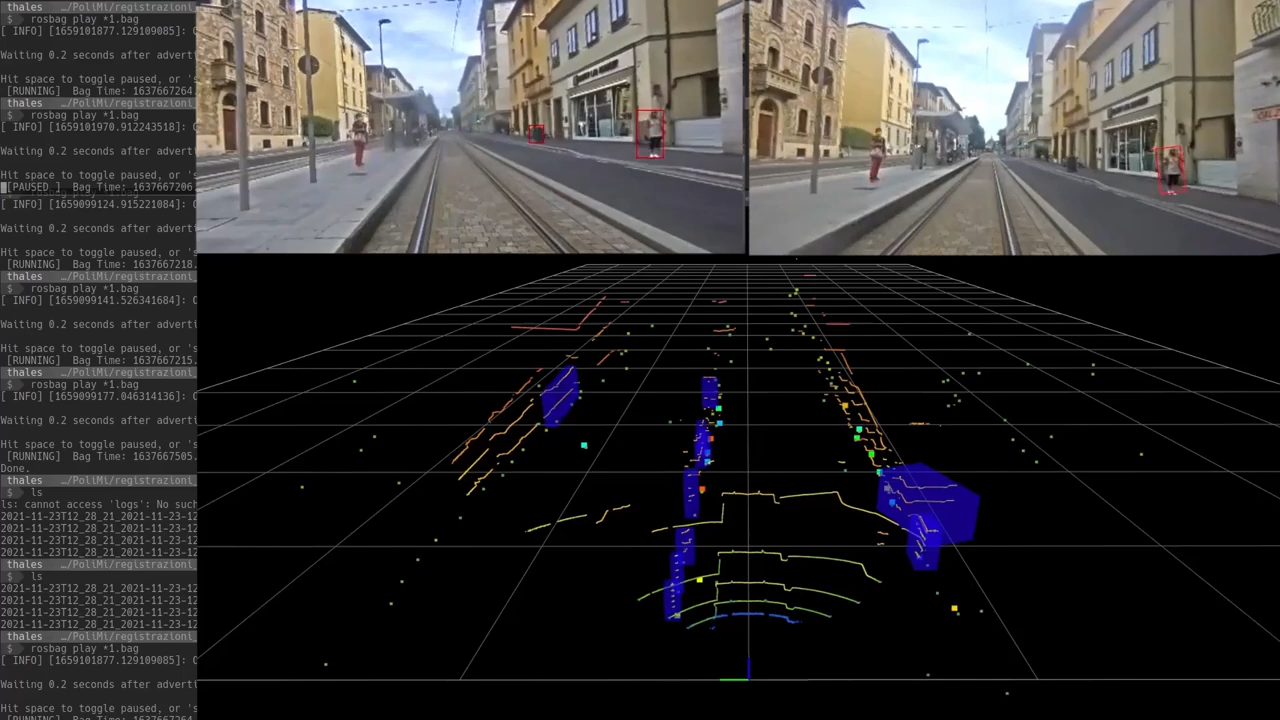 thales …/PoliMi/registrazioni
$ rosbag play *1.bag
[ INFO] [1659101877.129109085]: O
Waiting 0.2 seconds after advert
Hit space to toggle paused, or 's
[RUNNING] Bag Time: 1637667264
thales …/PoliMi/registrazioni
$ rosbag play *1.bag
[ INFO] [1659101970.912243518]: O
Waiting 0.2 seconds after advert
Hit space to toggle paused, or 's
[PAUSED ] Bag Time: 1637667206
[ INFO] [1659099124.915221084]: O
Waiting 0.2 seconds after advert
Hit space to toggle paused, or 's
[RUNNING] Bag Time: 1637667218.
thales …/PoliMi/registrazioni
$ rosbag play *1.bag
[ INFO] [1659099141.526341684]: O
Waiting 0.2 seconds after advert
Hit space to toggle paused, or 's
[RUNNING] Bag Time: 1637667215.
thales …/PoliMi/registrazioni
$ rosbag play *1.bag
[ INFO] [1659099177.046314136]: O
Waiting 0.2 seconds after advert
Hit space to toggle paused, or 's
[RUNNING] Bag Time: 1637667505.
Done.
thales …/PoliMi/registrazioni
$ ls
ls: cannot access 'logs': No such
2021-11-23T12_28_21_2021-11-23-12
2021-11-23T12_28_21_2021-11-23-12
2021-11-23T12_28_21_2021-11-23-12
2021-11-23T12_28_21_2021-11-23-12
thales …/PoliMi/registrazioni
$ ls
2021-11-23T12_28_21_2021-11-23-12
2021-11-23T12_28_21_2021-11-23-12
2021-11-23T12_28_21_2021-11-23-12
2021-11-23T12_28_21_2021-11-23-12
thales …/PoliMi/registrazioni
$ rosbag play *1.bag
[ INFO] [1659101877.129109085]: O
Waiting 0.2 seconds after advert
Hit space to toggle paused, or 's
[RUNNING] Bag Time: 1637667264